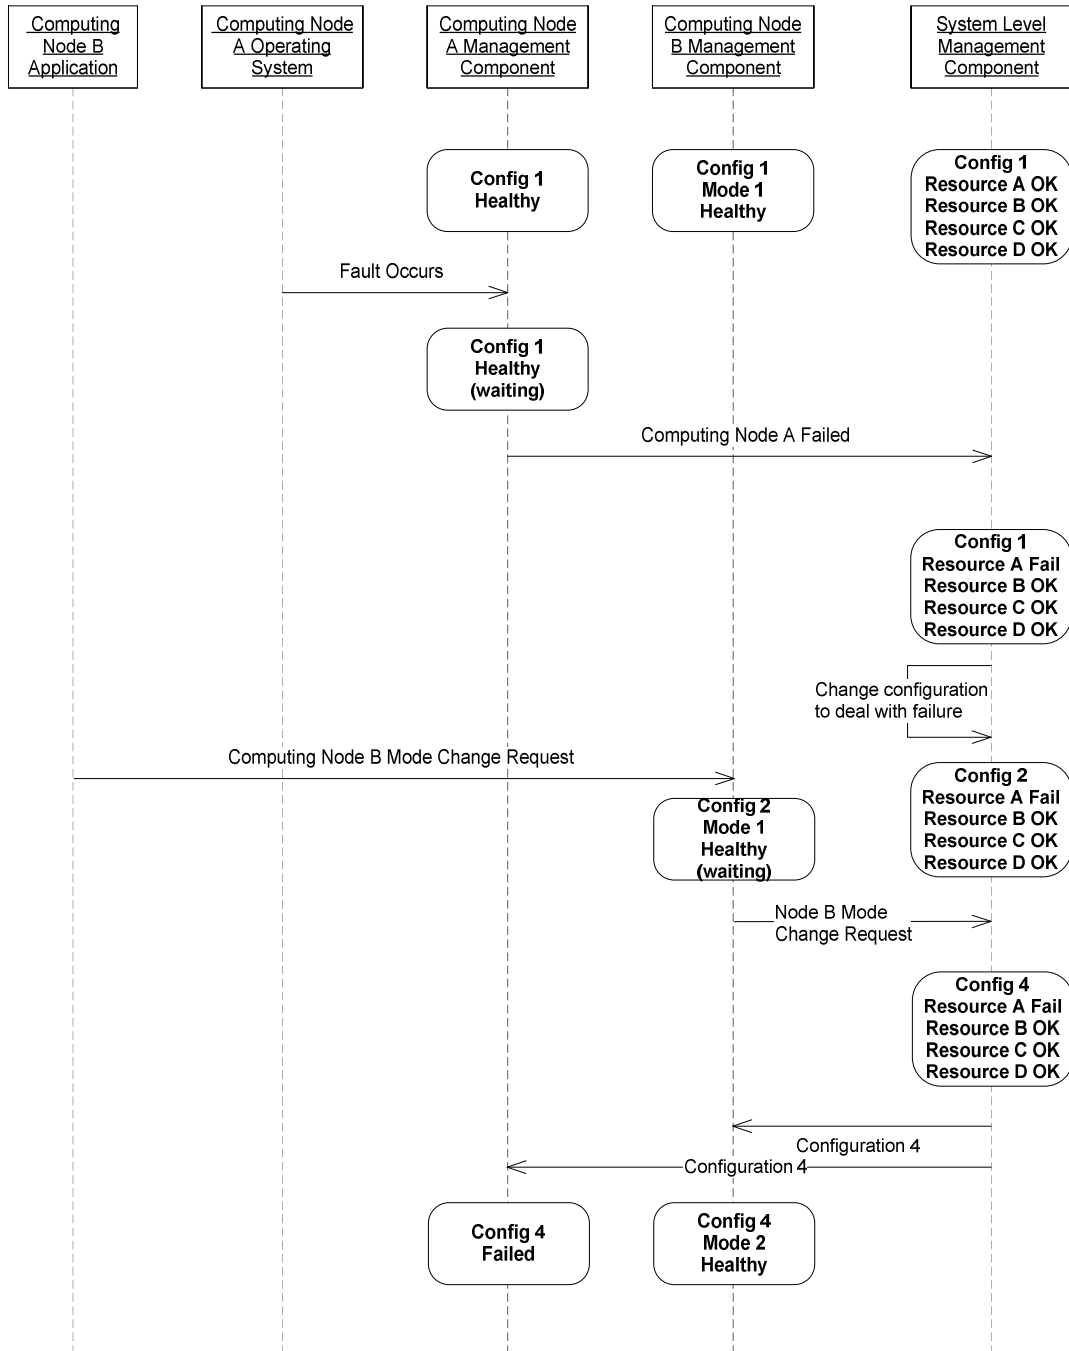 Computing
Node B
Application
Computing Node
A Operating
System
Computing Node
A Management
Component
Computing Node
B Management
Component
System Level
Management
Component
Config 1
Healthy
Config 1
Mode 1
Healthy
Config 1
Resource A OK
Resource B OK
Resource C OK
Resource D OK
Fault Occurs
Config 1
Healthy
(waiting)
Computing Node A Failed
Config 1
Resource A Fail
Resource B OK
Resource C OK
Resource D OK
Change configuration
to deal with failure
Computing Node B Mode Change Request
Config 2
Mode 1
Healthy
(waiting)
Config 2
Resource A Fail
Resource B OK
Resource C OK
Resource D OK
Node B Mode
Change Request
Config 4
Resource A Fail
Resource B OK
Resource C OK
Resource D OK
Configuration 4
Configuration 4
Config 4
Failed
Config 4
Mode 2
Healthy